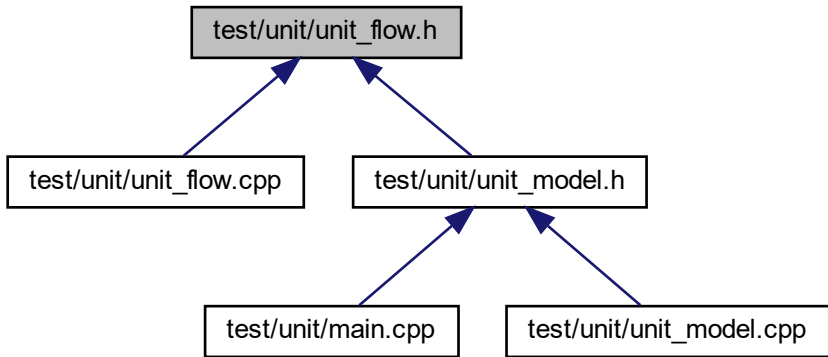 test/unit/unit_flow.h
test/unit/unit_flow.cpp
test/unit/unit_model.h
test/unit/main.cpp
test/unit/unit_model.cpp